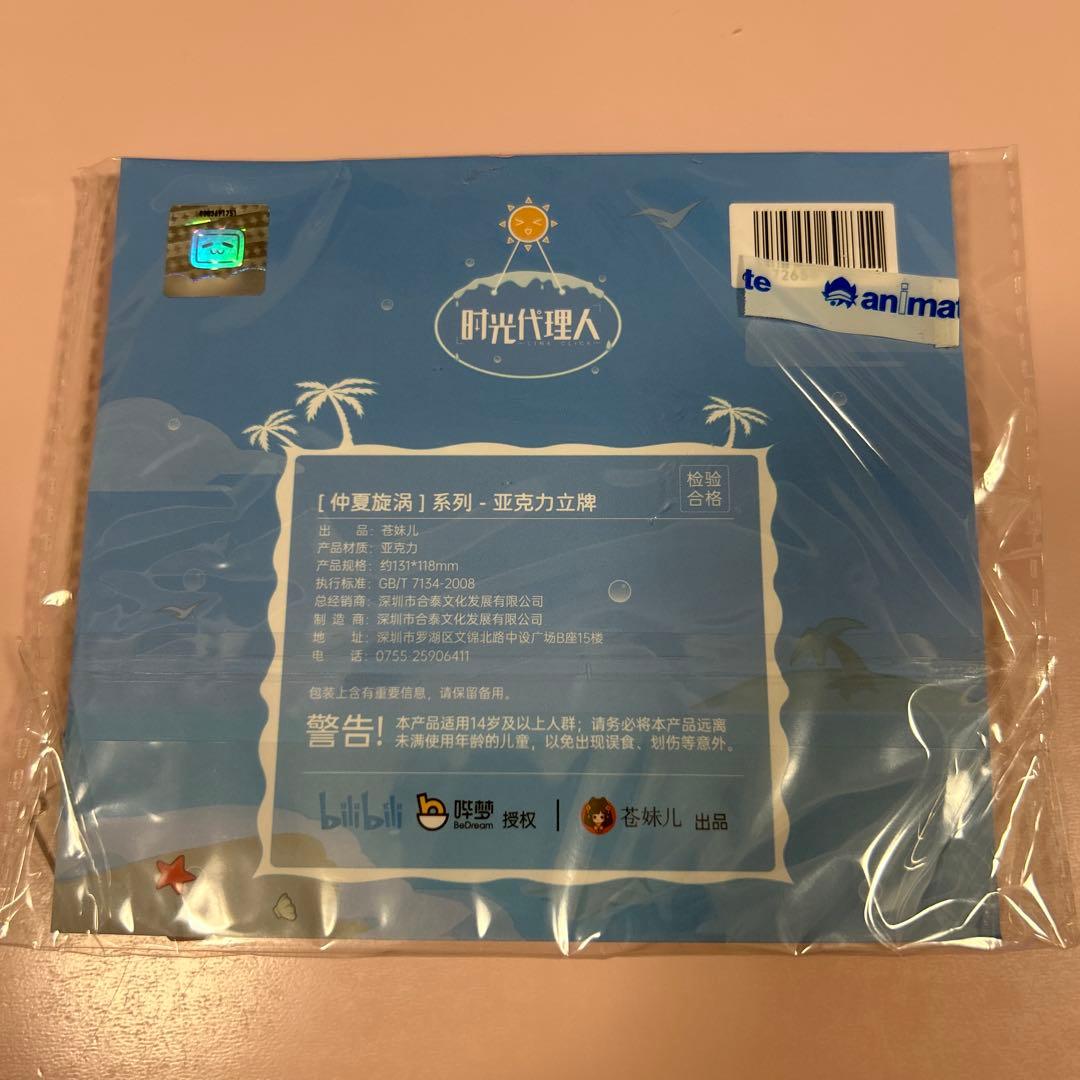 时光代理人
LINK CLICK
te animat
[ 仲夏旋涡 ] 系列 - 亚克力立牌
检验
合格
出 品：苍妹儿
产品材质：亚克力
产品规格：约131*118mm
执行标准：GB/T 7134-2008
总经销商：深圳市合泰文化发展有限公司
制 造 商：深圳市合泰文化发展有限公司
地 址：深圳市罗湖区文锦北路中设广场B座15楼
电 话：0755 25906411
包装上含有重要信息，请保留备用。
警告!
本产品适用14岁及以上人群；请务必将本产品远离
未满使用年龄的儿童，以免出现误食、划伤等意外。
bilibili 哔梦 BeDream 授权 | 苍妹儿 出品